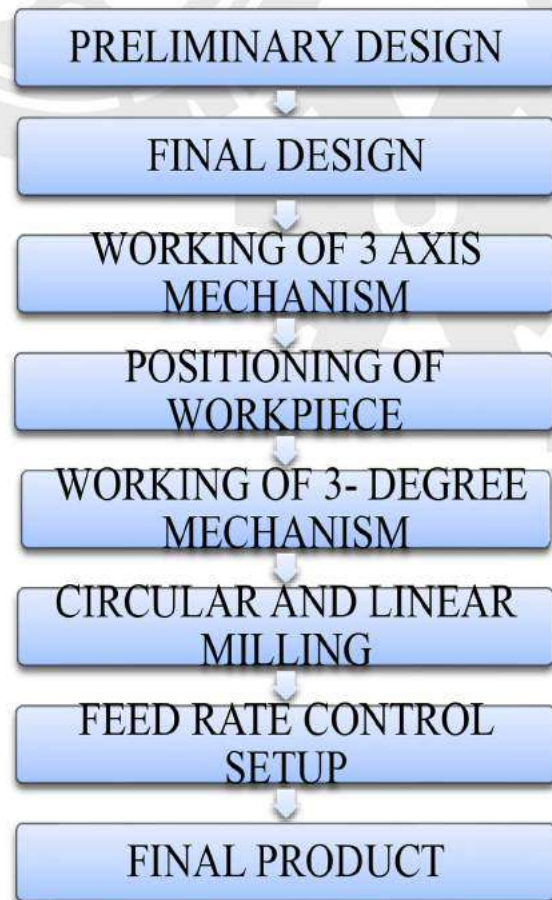 PRELIMINARY DESIGN
FINAL DESIGN
WORKING OF 3 AXIS
MECHANISM
POSITIONING OF
WORKPIECE
WORKING OF 3- DEGREE
MECHANISM
CIRCULAR AND LINEAR
MILLING
FEED RATE CONTROL
SETUP
FINAL PRODUCT